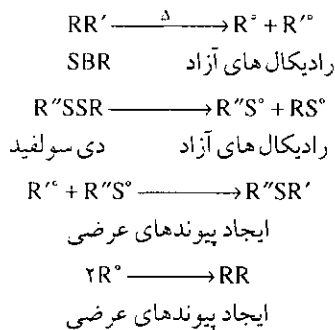 RR′ ۵⟶ R° + R′°
SBR رادیکال های آزاد
R″SSR ⟶ R″S° + RS°
دی سولفید رادیکال های آزاد
R′° + R″S° ⟶ R″SR′
ایجاد پیوندهای عرضی
۲R° ⟶ RR
ایجاد پیوندهای عرضی